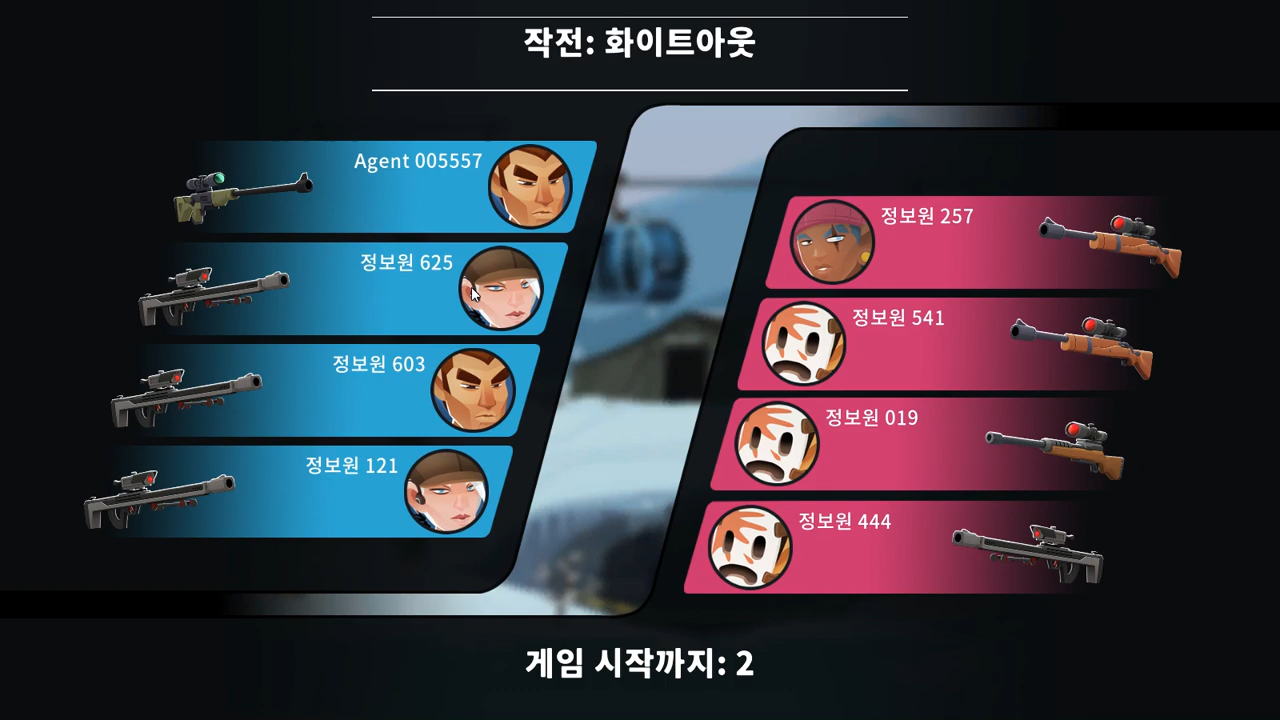 작전: 화이트아웃
Agent 005557
정보원 625
정보원 603
정보원 121
정보원 257
정보원 541
정보원 019
정보원 444
게임 시작까지: 2